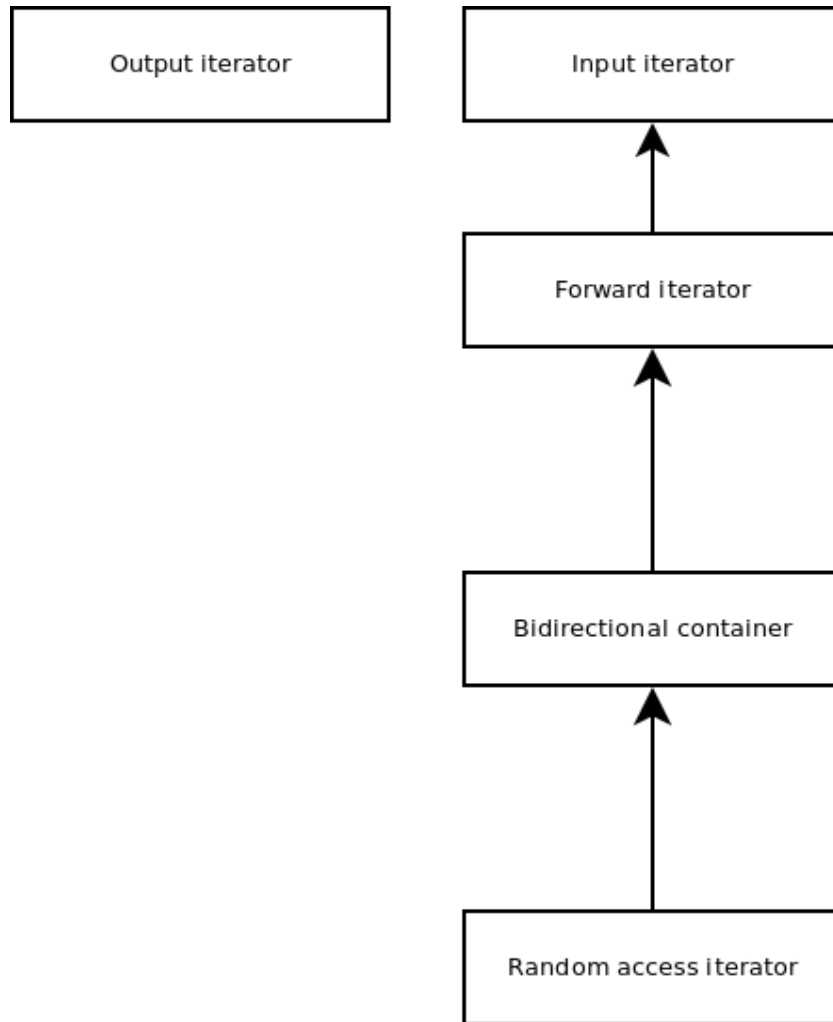 Output iterator
Input iterator
Forward iterator
Bidirectional container
Random access iterator